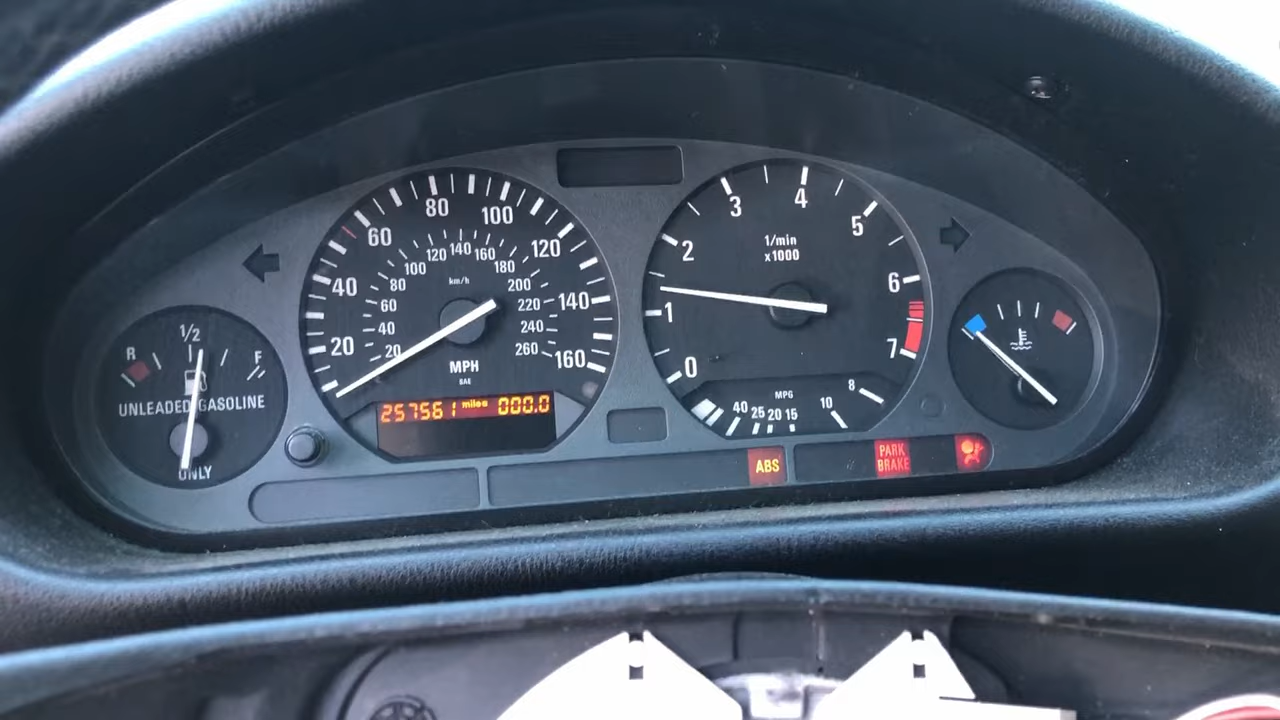 R 1/2 F
UNLEADED GASOLINE
ONLY
20 40 60 80 100 120 140 160
20 40 60 80 100 120 140 160 180 200 220 240 260
km/h
MPH
SAE
257561 miles 000.0
0 1 2 3 4 5 6 7
1/min
x1000
MPG
40 25 20 15 10 8
ABS
PARK
BRAKE